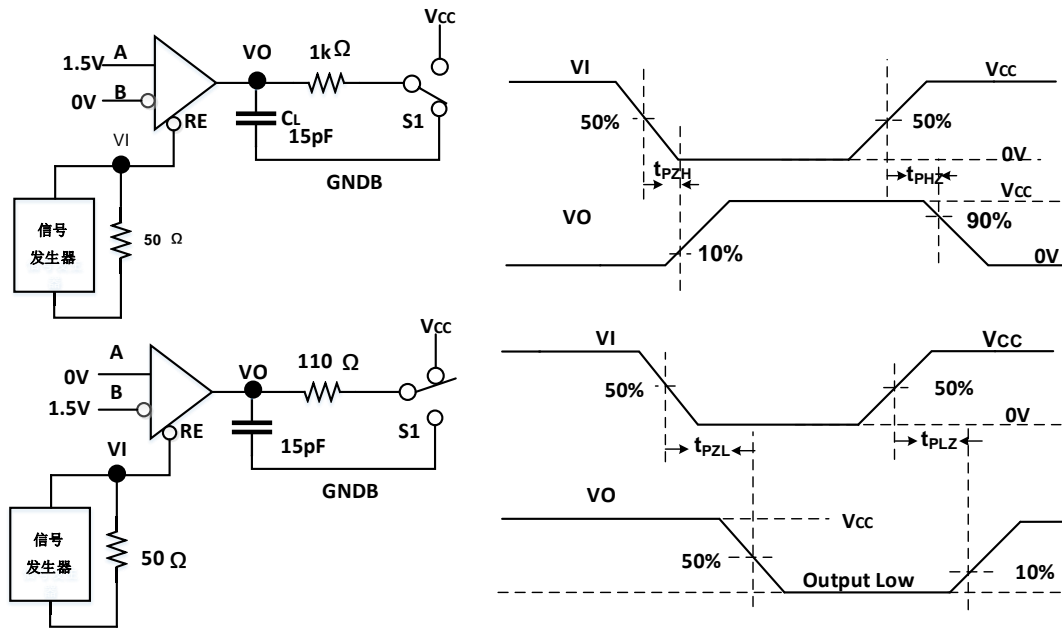 VCC
1.5V
A
VO
1kΩ
VI
VCC
0V
B
RE
CL
15pF
S1
50%
50%
0V
VI
GNDB
tPZH
tPHZ
VCC
信号
发生器
50 Ω
VO
10%
90%
0V
VCC
A
0V
VO
110 Ω
VI
VCC
B
1.5V
RE
15pF
S1
50%
50%
0V
VI
GNDB
tPZL
tPLZ
信号
发生器
50 Ω
VO
VCC
50%
Output Low
10%